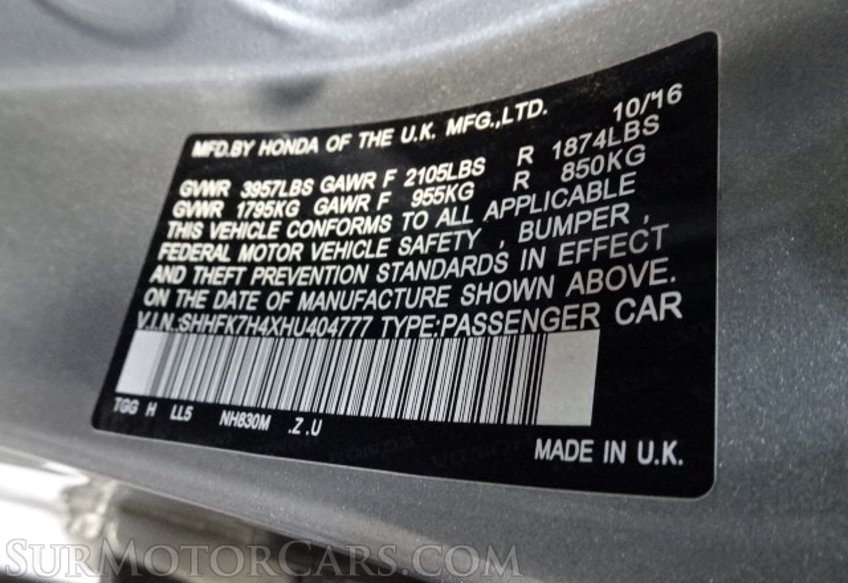 MFD.BY HONDA OF THE U.K. MFG.,LTD. 10/'16
GVWR 3957LBS GAWR F 2105LBS R 1874LBS
GVWR 1795KG GAWR F 955KG R 850KG
THIS VEHICLE CONFORMS TO ALL APPLICABLE
FEDERAL MOTOR VEHICLE SAFETY , BUMPER ,
AND THEFT PREVENTION STANDARDS IN EFFECT
ON THE DATE OF MANUFACTURE SHOWN ABOVE.
V.I.N.:SHHFK7H4XHU404777 TYPE:PASSENGER CAR
TGG H LL5 NH830M .Z .U
MADE IN U.K.
SURMOTORCARS.COM